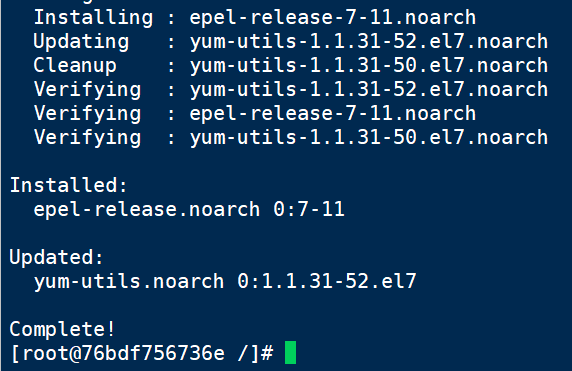 Installing : epel-release-7-11.noarch
  Updating   : yum-utils-1.1.31-52.el7.noarch
  Cleanup    : yum-utils-1.1.31-50.el7.noarch
  Verifying  : yum-utils-1.1.31-52.el7.noarch
  Verifying  : epel-release-7-11.noarch
  Verifying  : yum-utils-1.1.31-50.el7.noarch

Installed:
  epel-release.noarch 0:7-11

Updated:
  yum-utils.noarch 0:1.1.31-52.el7

Complete!
[root@76bdf756736e /]#